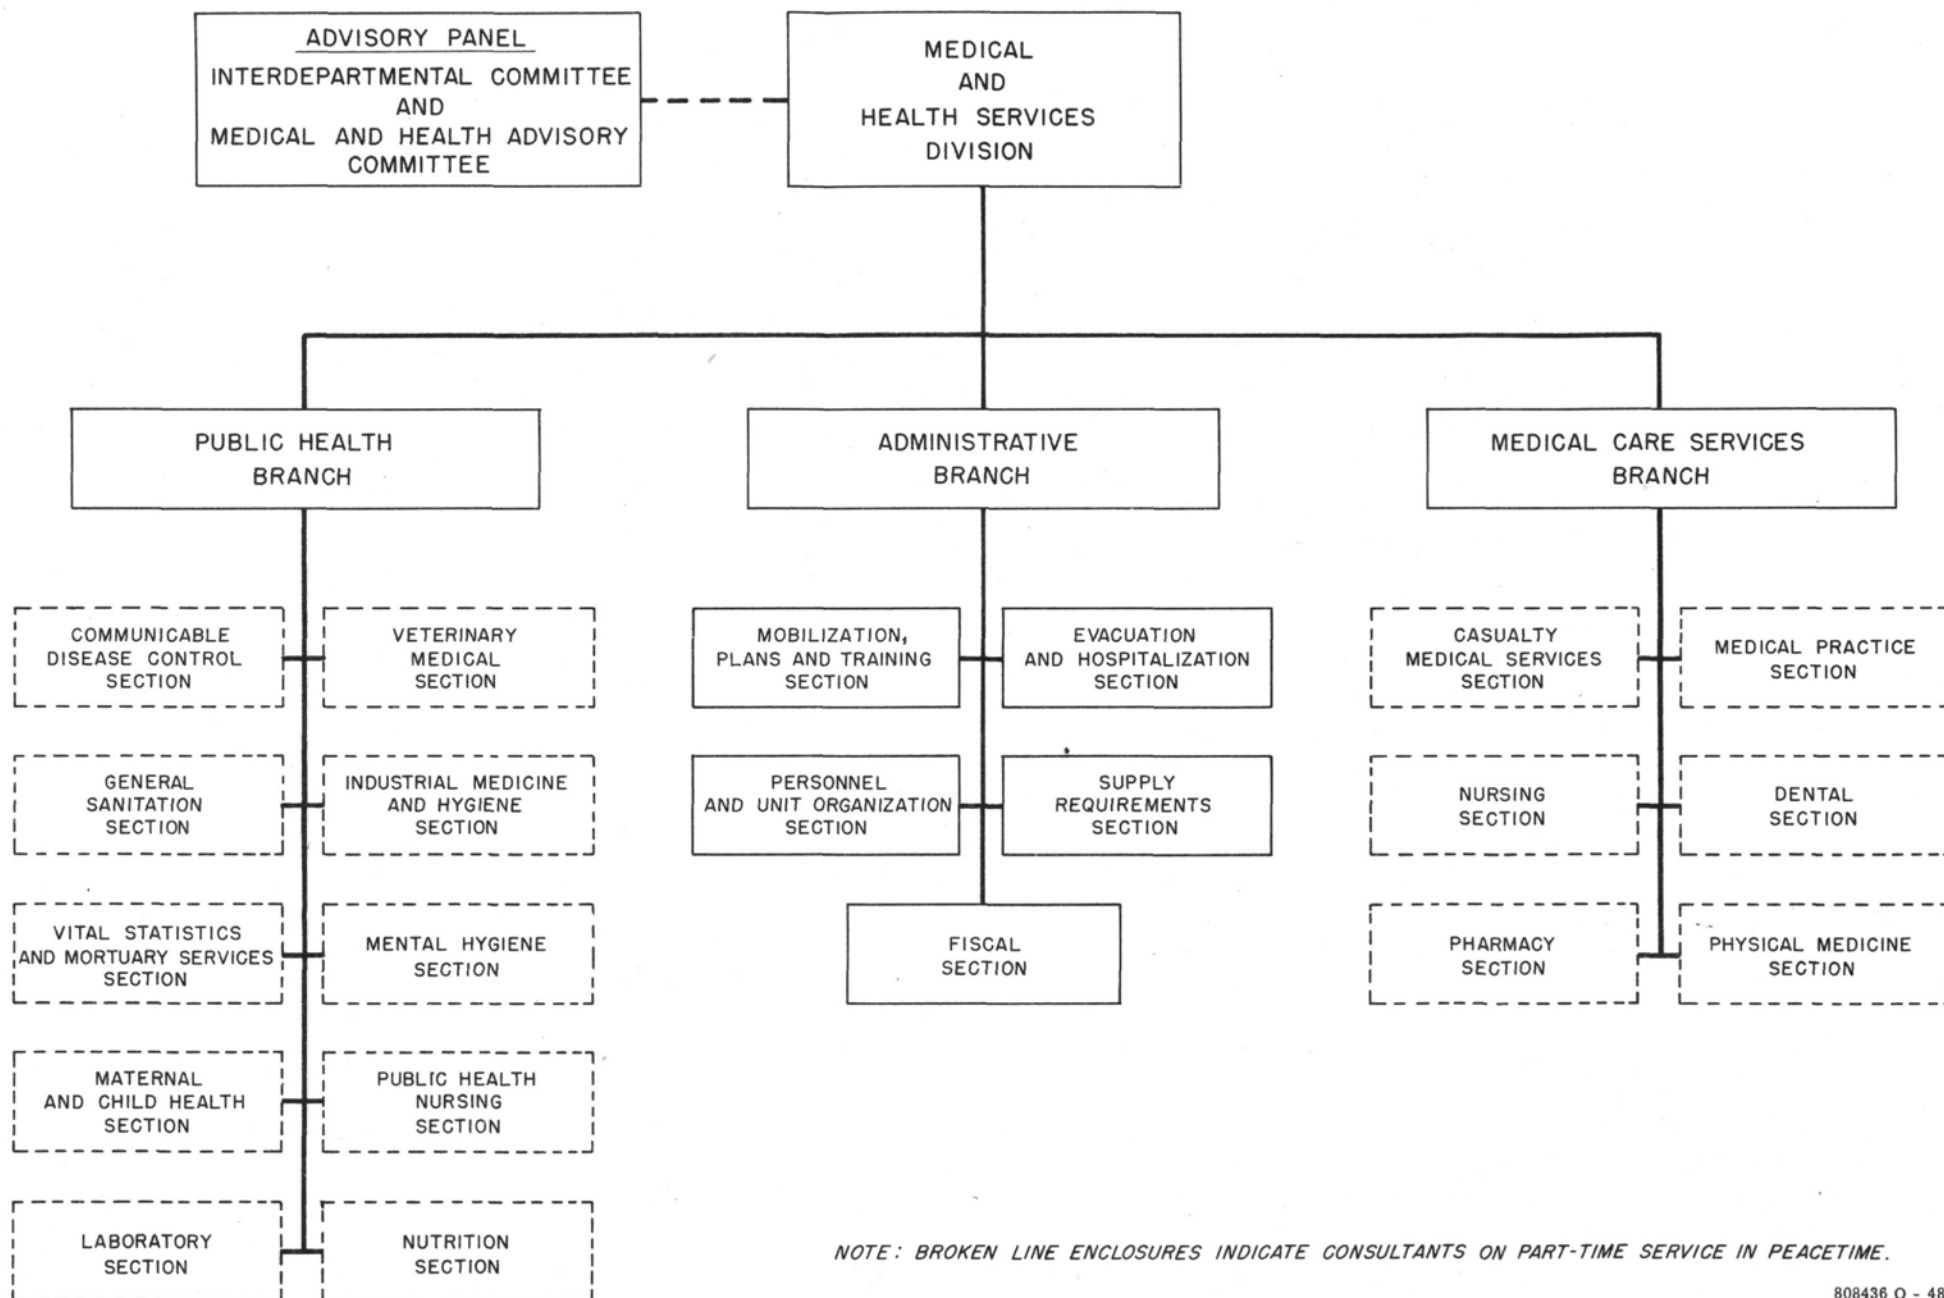 ADVISORY PANEL
INTERDEPARTMENTAL COMMITTEE
AND
MEDICAL AND HEALTH ADVISORY
COMMITTEE
MEDICAL
AND
HEALTH SERVICES
DIVISION
PUBLIC HEALTH
BRANCH
ADMINISTRATIVE
BRANCH
MEDICAL CARE SERVICES
BRANCH
COMMUNICABLE
DISEASE CONTROL
SECTION
VETERINARY
MEDICAL
SECTION
GENERAL
SANITATION
SECTION
INDUSTRIAL MEDICINE
AND HYGIENE
SECTION
VITAL STATISTICS
AND MORTUARY SERVICES
SECTION
MENTAL HYGIENE
SECTION
MATERNAL
AND CHILD HEALTH
SECTION
PUBLIC HEALTH
NURSING
SECTION
LABORATORY
SECTION
NUTRITION
SECTION
MOBILIZATION,
PLANS AND TRAINING
SECTION
EVACUATION
AND HOSPITALIZATION
SECTION
PERSONNEL
AND UNIT ORGANIZATION
SECTION
SUPPLY
REQUIREMENTS
SECTION
FISCAL
SECTION
CASUALTY
MEDICAL SERVICES
SECTION
MEDICAL PRACTICE
SECTION
NURSING
SECTION
DENTAL
SECTION
PHARMACY
SECTION
PHYSICAL MEDICINE
SECTION
NOTE: BROKEN LINE ENCLOSURES INDICATE CONSULTANTS ON PART-TIME SERVICE IN PEACETIME.
808436 O - 48